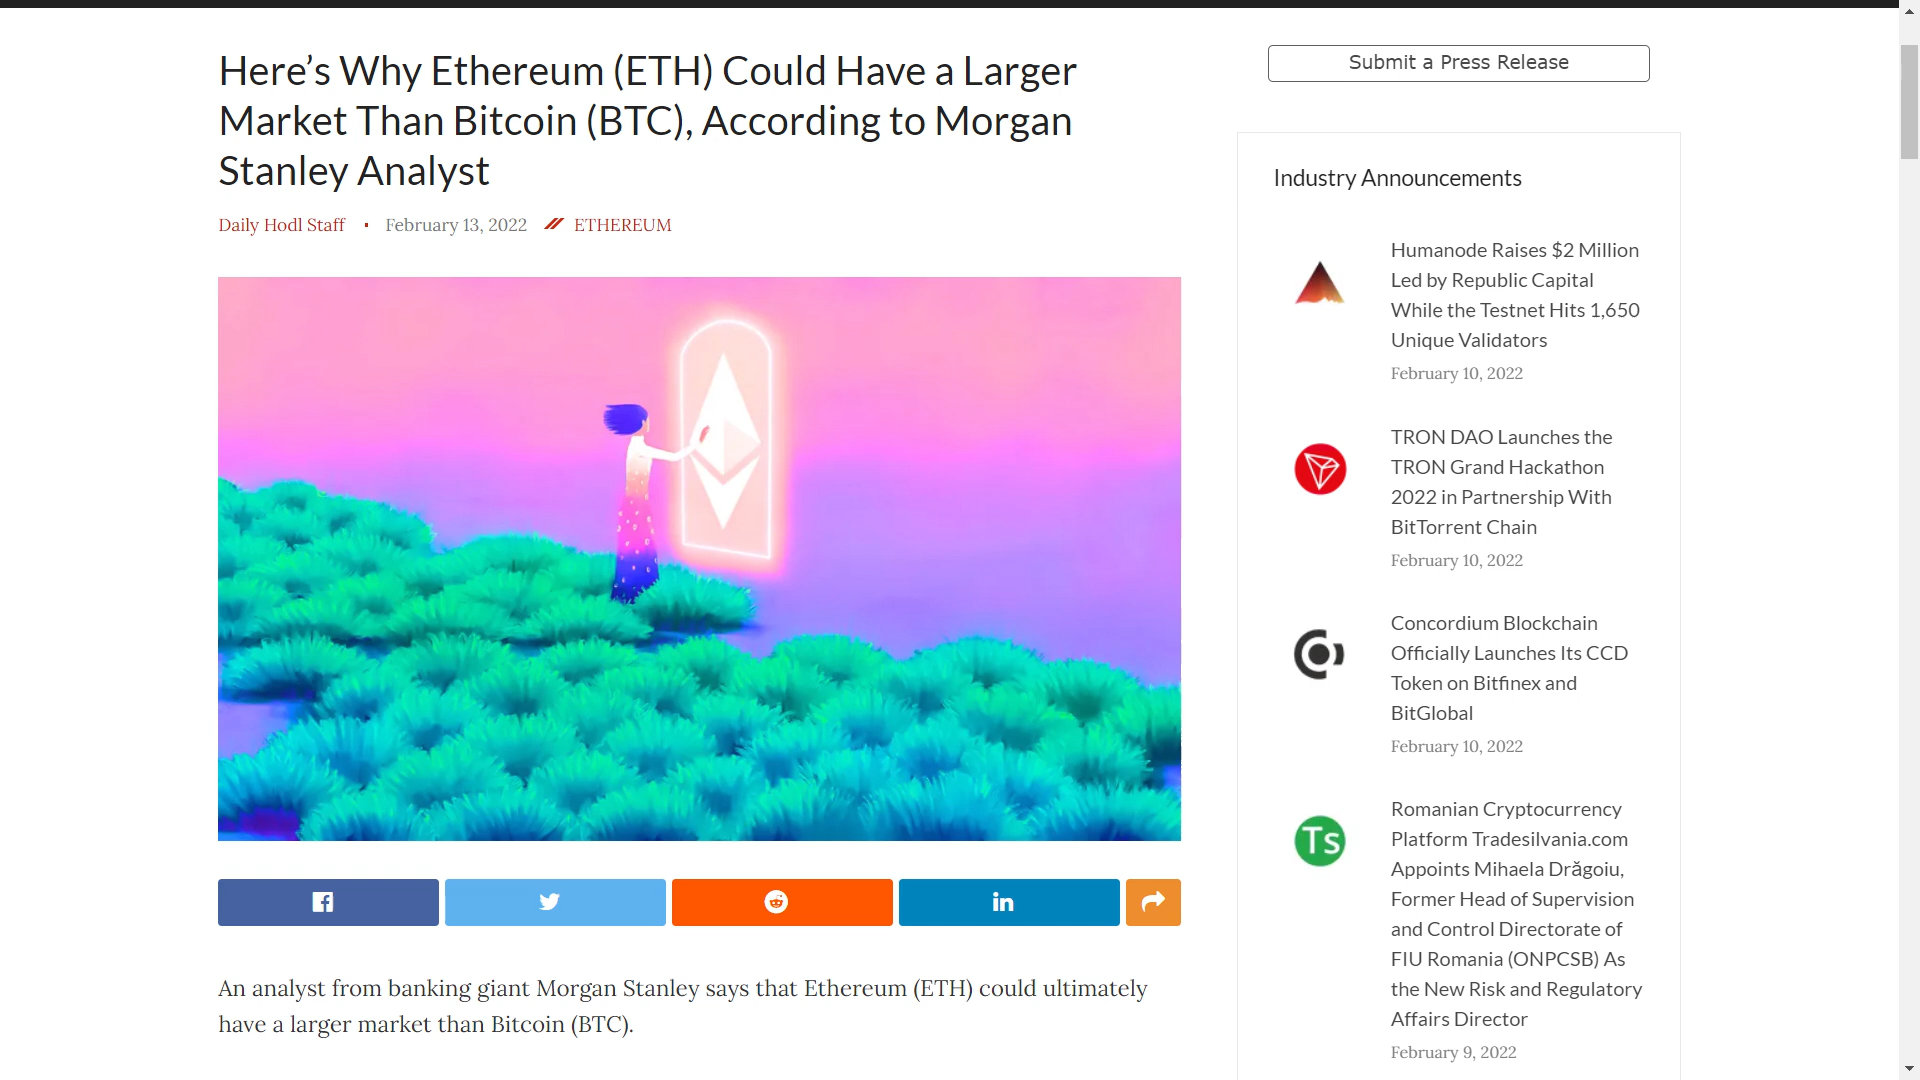 Here’s Why Ethereum (ETH) Could Have a Larger
Market Than Bitcoin (BTC), According to Morgan
Stanley Analyst
Daily Hodl Staff • February 13, 2022 ETHEREUM
An analyst from banking giant Morgan Stanley says that Ethereum (ETH) could ultimately
have a larger market than Bitcoin (BTC).
Submit a Press Release
Industry Announcements
Humanode Raises $2 Million
Led by Republic Capital
While the Testnet Hits 1,650
Unique Validators
February 10, 2022
TRON DAO Launches the
TRON Grand Hackathon
2022 in Partnership With
BitTorrent Chain
February 10, 2022
Concordium Blockchain
Officially Launches Its CCD
Token on Bitfinex and
BitGlobal
February 10, 2022
Ts
Romanian Cryptocurrency
Platform Tradesilvania.com
Appoints Mihaela Drăgoiu,
Former Head of Supervision
and Control Directorate of
FIU Romania (ONPCSB) As
the New Risk and Regulatory
Affairs Director
February 9, 2022